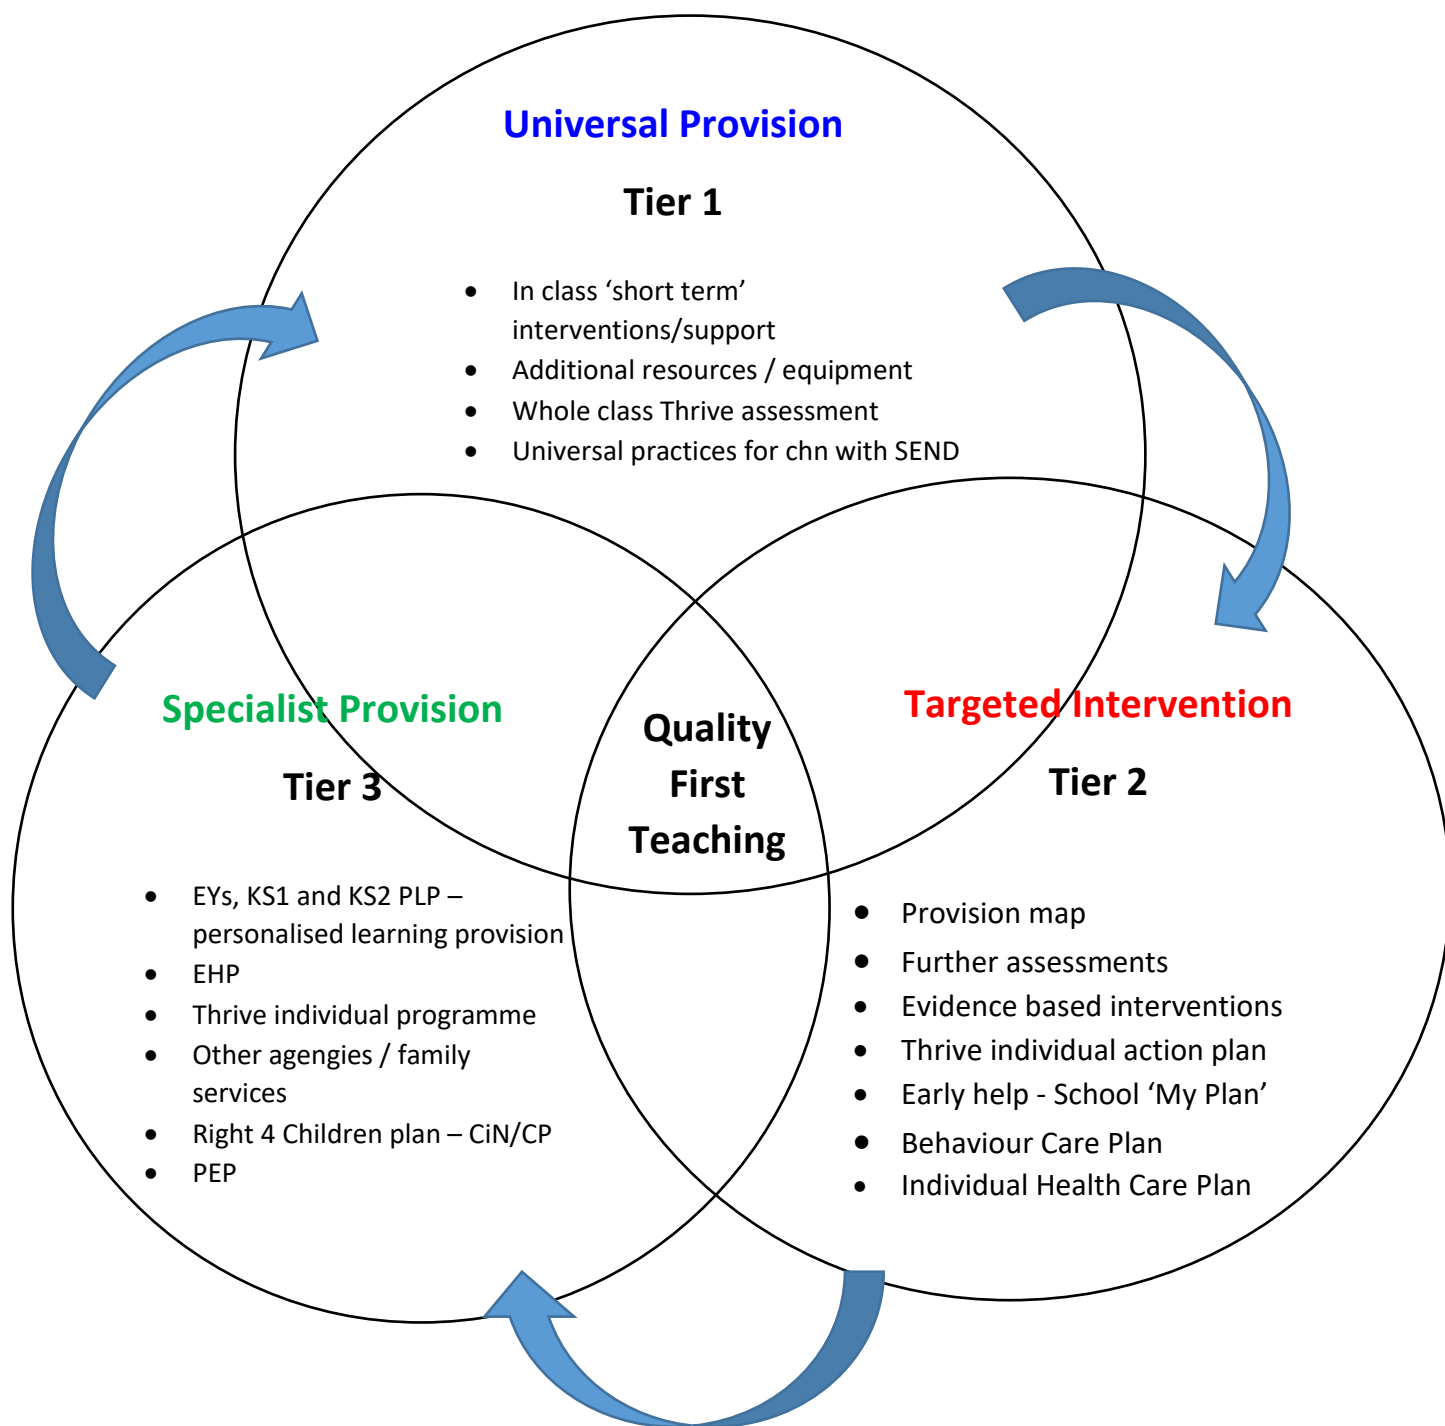 Universal Provision
Tier 1
• In class ‘short term’
interventions/support
• Additional resources / equipment
• Whole class Thrive assessment
• Universal practices for chn with SEND
Specialist Provision
Tier 3
• EYs, KS1 and KS2 PLP –
personalised learning provision
• EHP
• Thrive individual programme
• Other agengies / family
services
• Right 4 Children plan – CiN/CP
• PEP
Quality
First
Teaching
Targeted Intervention
Tier 2
• Provision map
• Further assessments
• Evidence based interventions
• Thrive individual action plan
• Early help - School ‘My Plan’
• Behaviour Care Plan
• Individual Health Care Plan